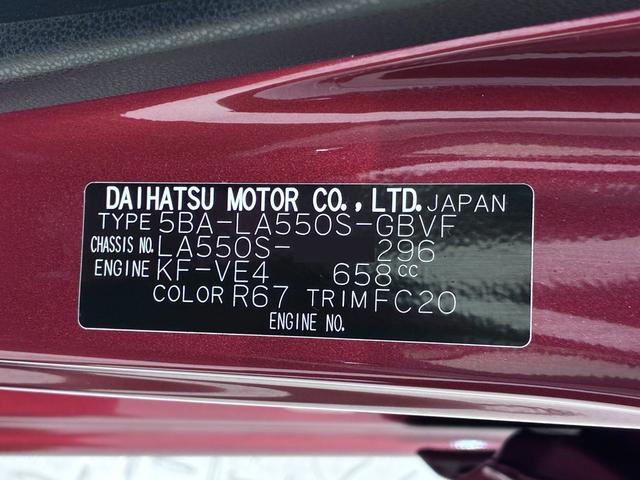 DAIHATSU MOTOR CO., LTD. JAPAN
TYPE 5BA-LA550S-GBVF
CHASSIS NO. LA550S- 296
ENGINE KF-VE4 658cc
COLOR R67 TRIM FC20
ENGINE NO.